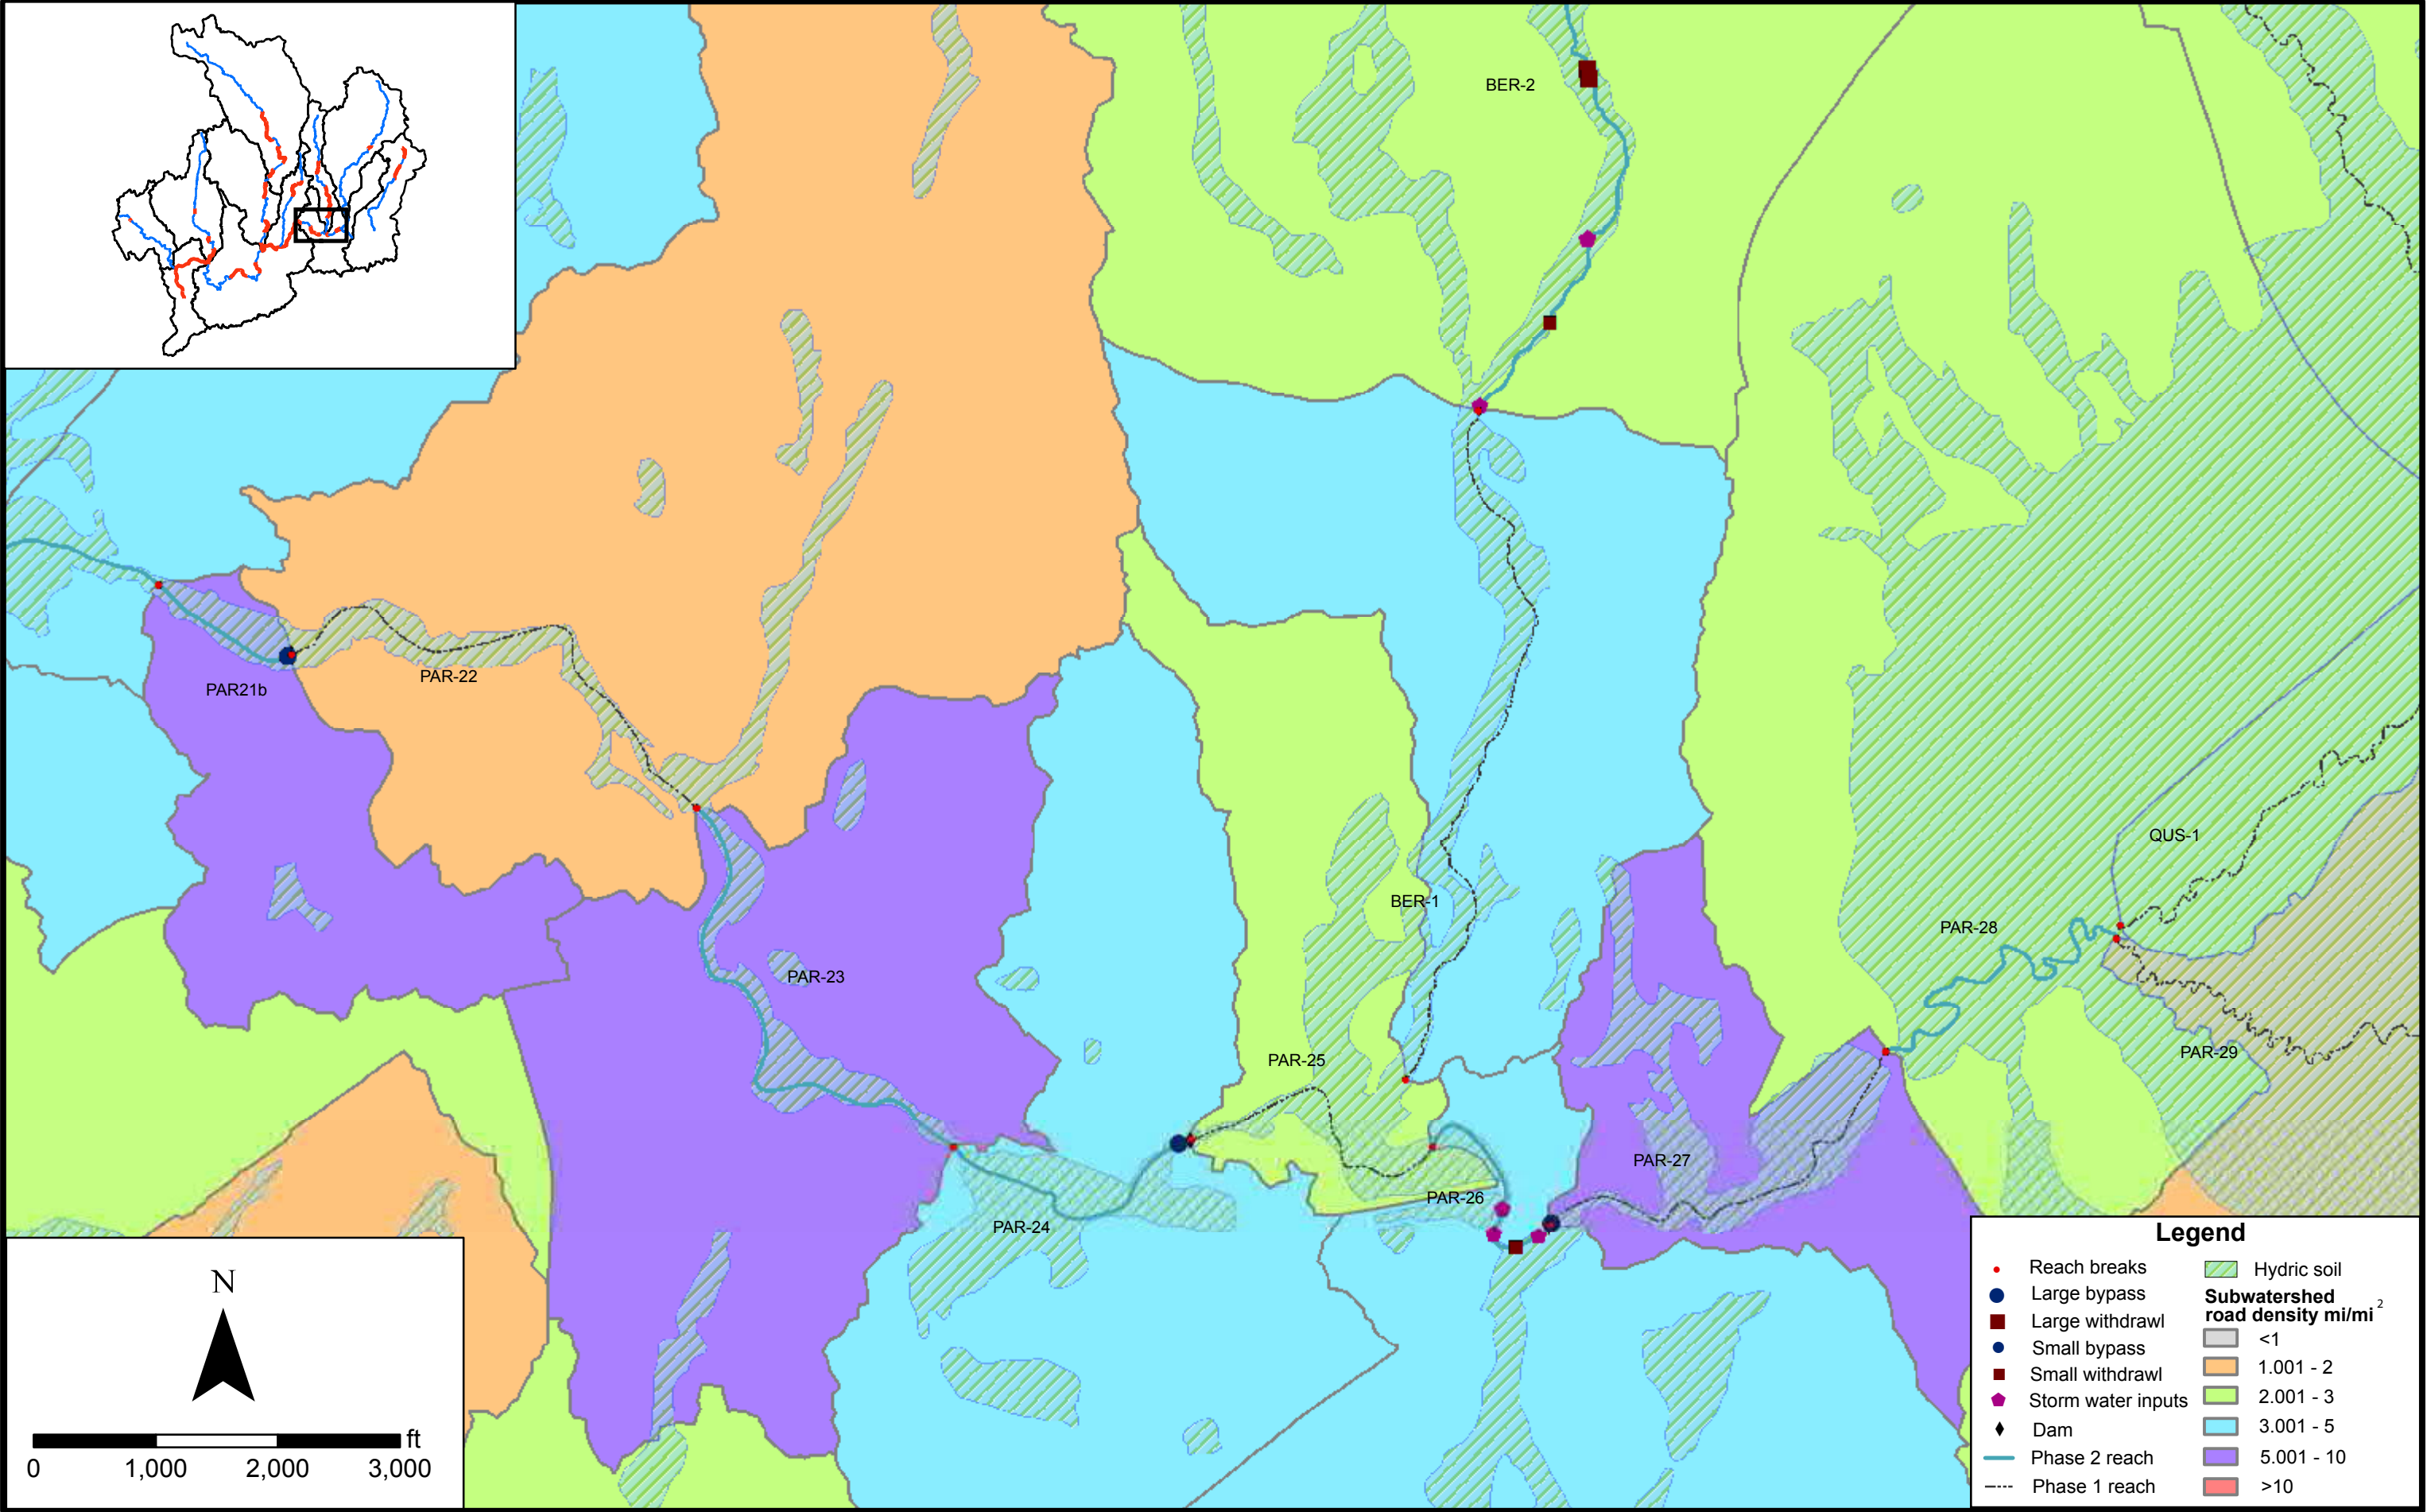 BER-2
PAR21b
PAR-22
QUS-1
BER-1
PAR-28
PAR-23
PAR-25
PAR-29
PAR-27
PAR-26
PAR-24
N
ft
0 1,000 2,000 3,000
Legend
Reach breaks
Large bypass
Large withdrawl
Small bypass
Small withdrawl
Storm water inputs
Dam
Phase 2 reach
Phase 1 reach
Hydric soil
Subwatershed
road density mi/mi 2
<1
1.001 - 2
2.001 - 3
3.001 - 5
5.001 - 10
>10